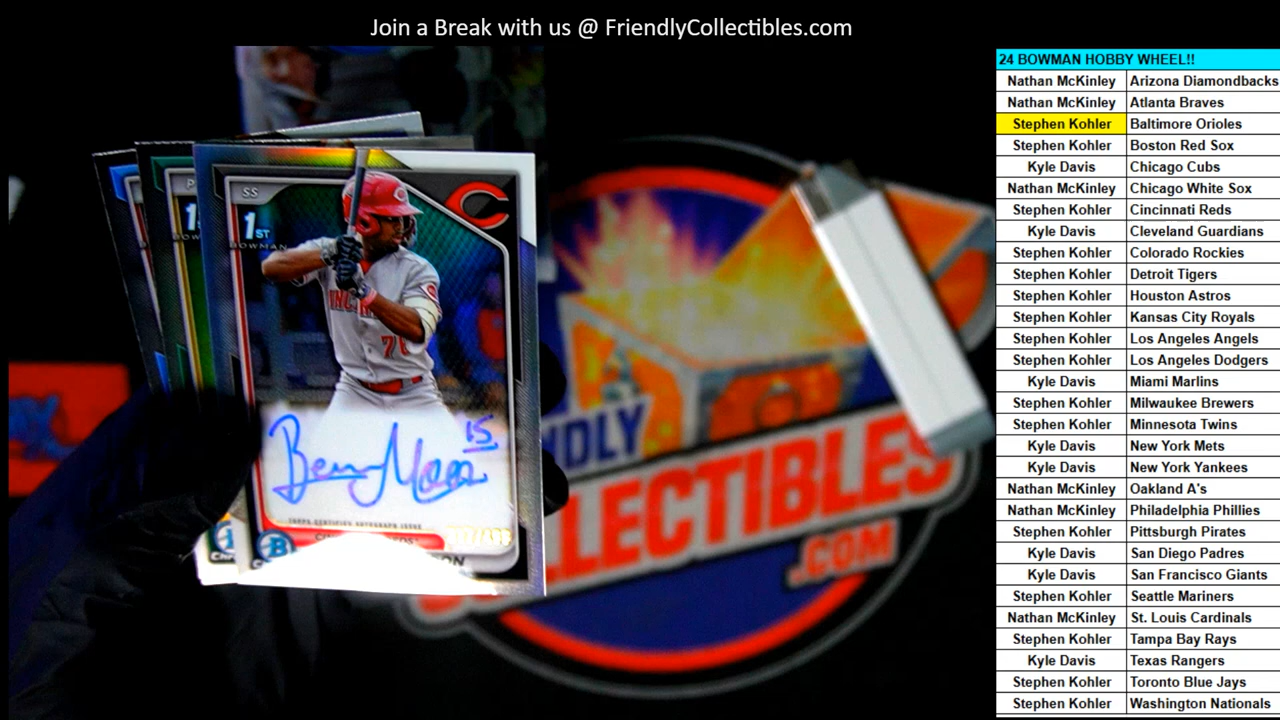 Join a Break with us @ FriendlyCollectibles.com
24 BOWMAN HOBBY WHEEL!!
Nathan McKinley Arizona Diamondbacks
Nathan McKinley Atlanta Braves
Stephen Kohler Baltimore Orioles
Stephen Kohler Boston Red Sox
Kyle Davis Chicago Cubs
Nathan McKinley Chicago White Sox
Stephen Kohler Cincinnati Reds
Kyle Davis Cleveland Guardians
Stephen Kohler Colorado Rockies
Stephen Kohler Detroit Tigers
Stephen Kohler Houston Astros
Stephen Kohler Kansas City Royals
Stephen Kohler Los Angeles Angels
Stephen Kohler Los Angeles Dodgers
Kyle Davis Miami Marlins
Stephen Kohler Milwaukee Brewers
Stephen Kohler Minnesota Twins
Kyle Davis New York Mets
Kyle Davis New York Yankees
Nathan McKinley Oakland A's
Nathan McKinley Philadelphia Phillies
Stephen Kohler Pittsburgh Pirates
Kyle Davis San Diego Padres
Kyle Davis San Francisco Giants
Stephen Kohler Seattle Mariners
Nathan McKinley St. Louis Cardinals
Stephen Kohler Tampa Bay Rays
Kyle Davis Texas Rangers
Stephen Kohler Toronto Blue Jays
Stephen Kohler Washington Nationals
SS
C
1ST
BOWMAN
15
TOPPS CERTIFIED AUTOGRAPH ISSUE
B
NDLY
LLECTIBLES
.COM